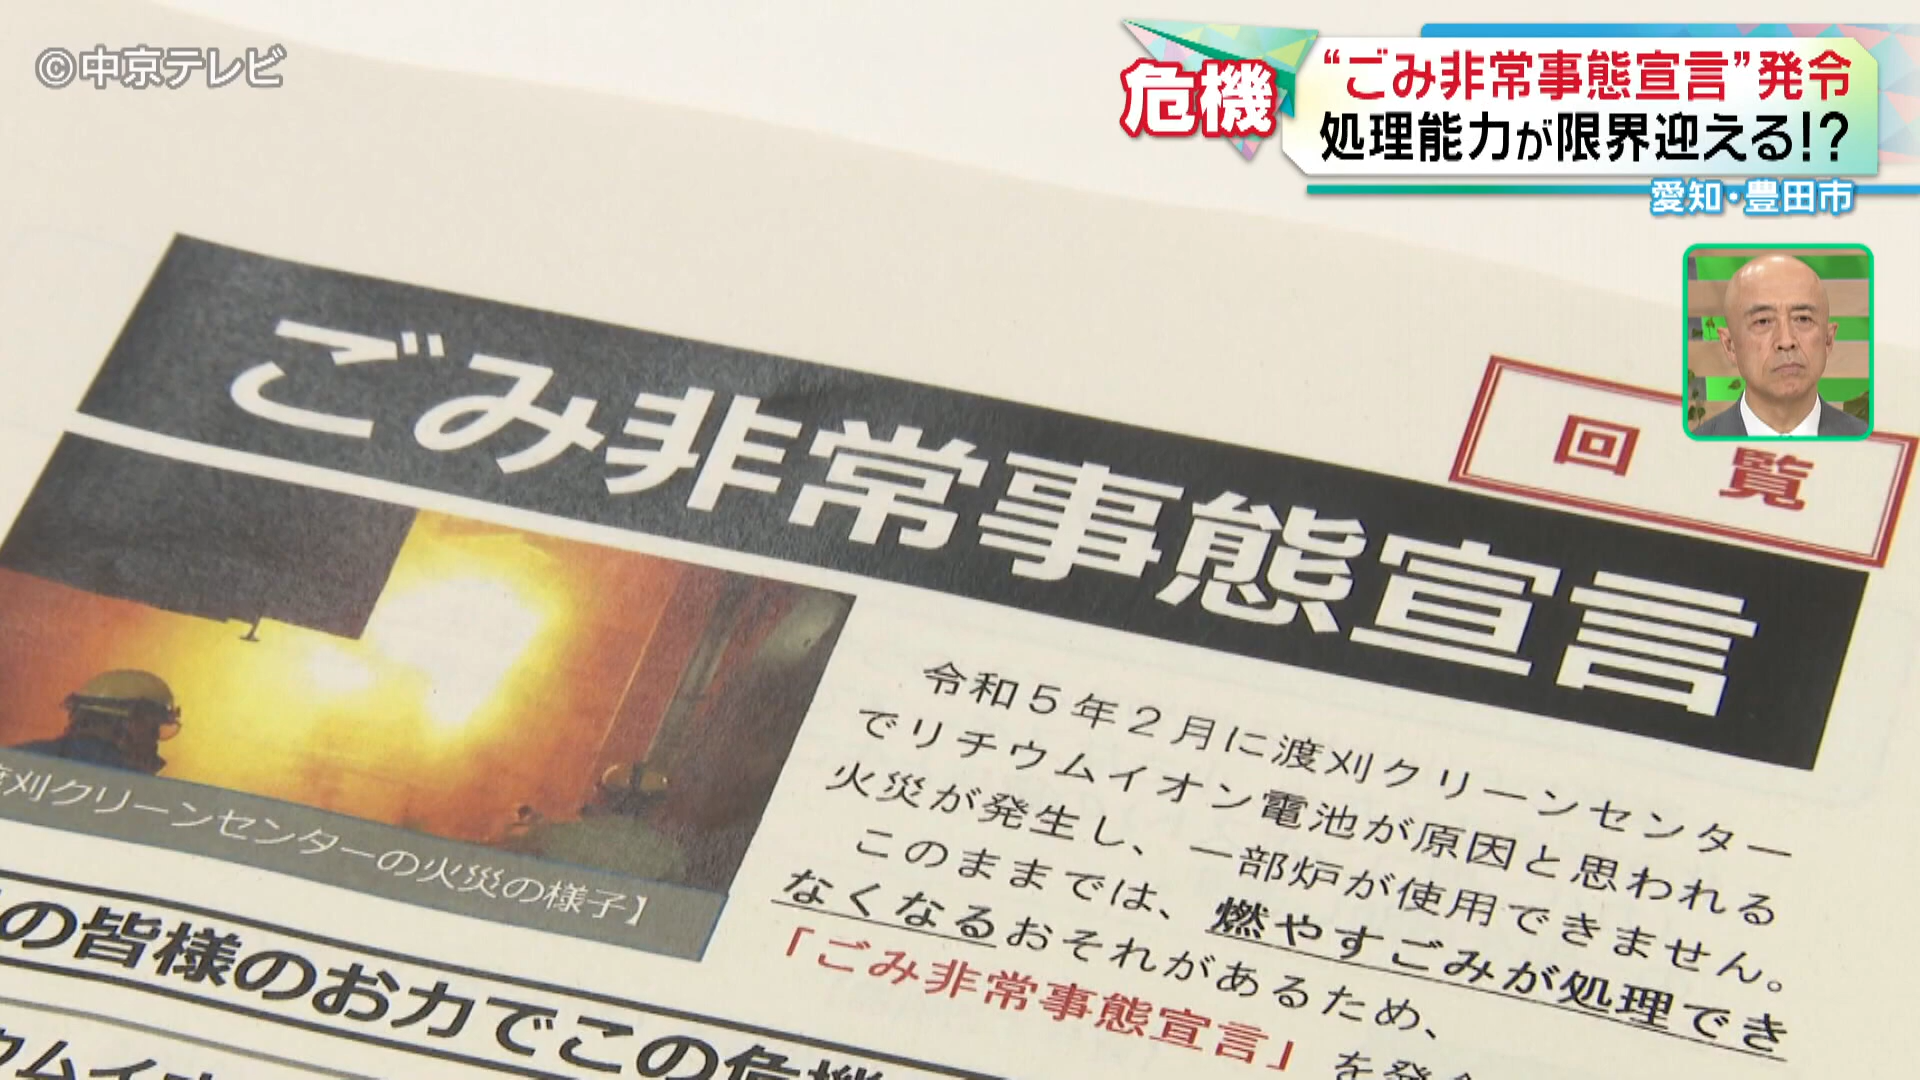 ©中京テレビ
危機
“ごみ非常事態宣言”発令
処理能力が限界迎える!?
愛知・豊田市
回覧
ごみ非常事態宣言
令和5年2月に渡刈クリーンセンター
でリチウムイオン電池が原因と思われる
火災が発生し、一部炉が使用できません。
このままでは、燃やすごみが処理でき
なくなるおそれがあるため、
「ごみ非常事態宣言」を発
刈クリーンセンターの火災の様子】
の皆様のお力でこの危機
ウムイオ